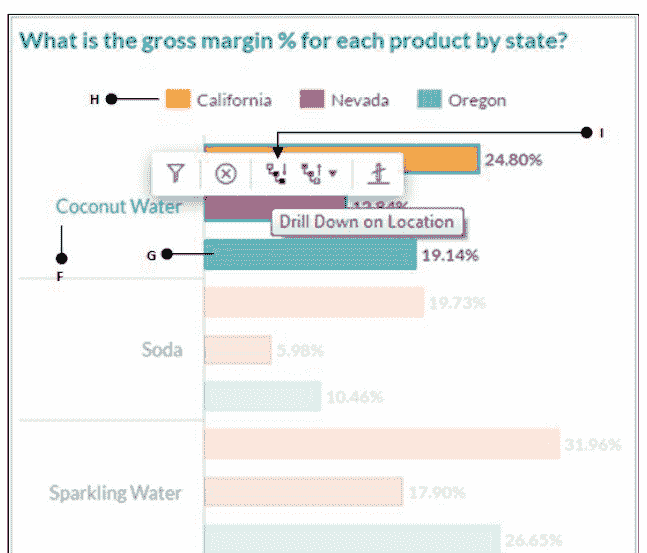 What is the gross margin % for each product by state?
H California Nevada Oregon
I
24.80%
Coconut Water 12.84%
Drill Down on Location
G 19.14%
F
19.73%
Soda 5.98%
10.46%
31.96%
Sparkling Water 17.90%
26.65%